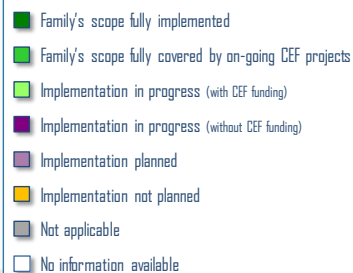 Family's scope fully implemented
Family's scope fully covered by on-going CEF projects
Implementation in progress (with CEF funding)
Implementation in progress (without CEF funding)
Implementation planned
Implementation not planned
Not applicable
No information available